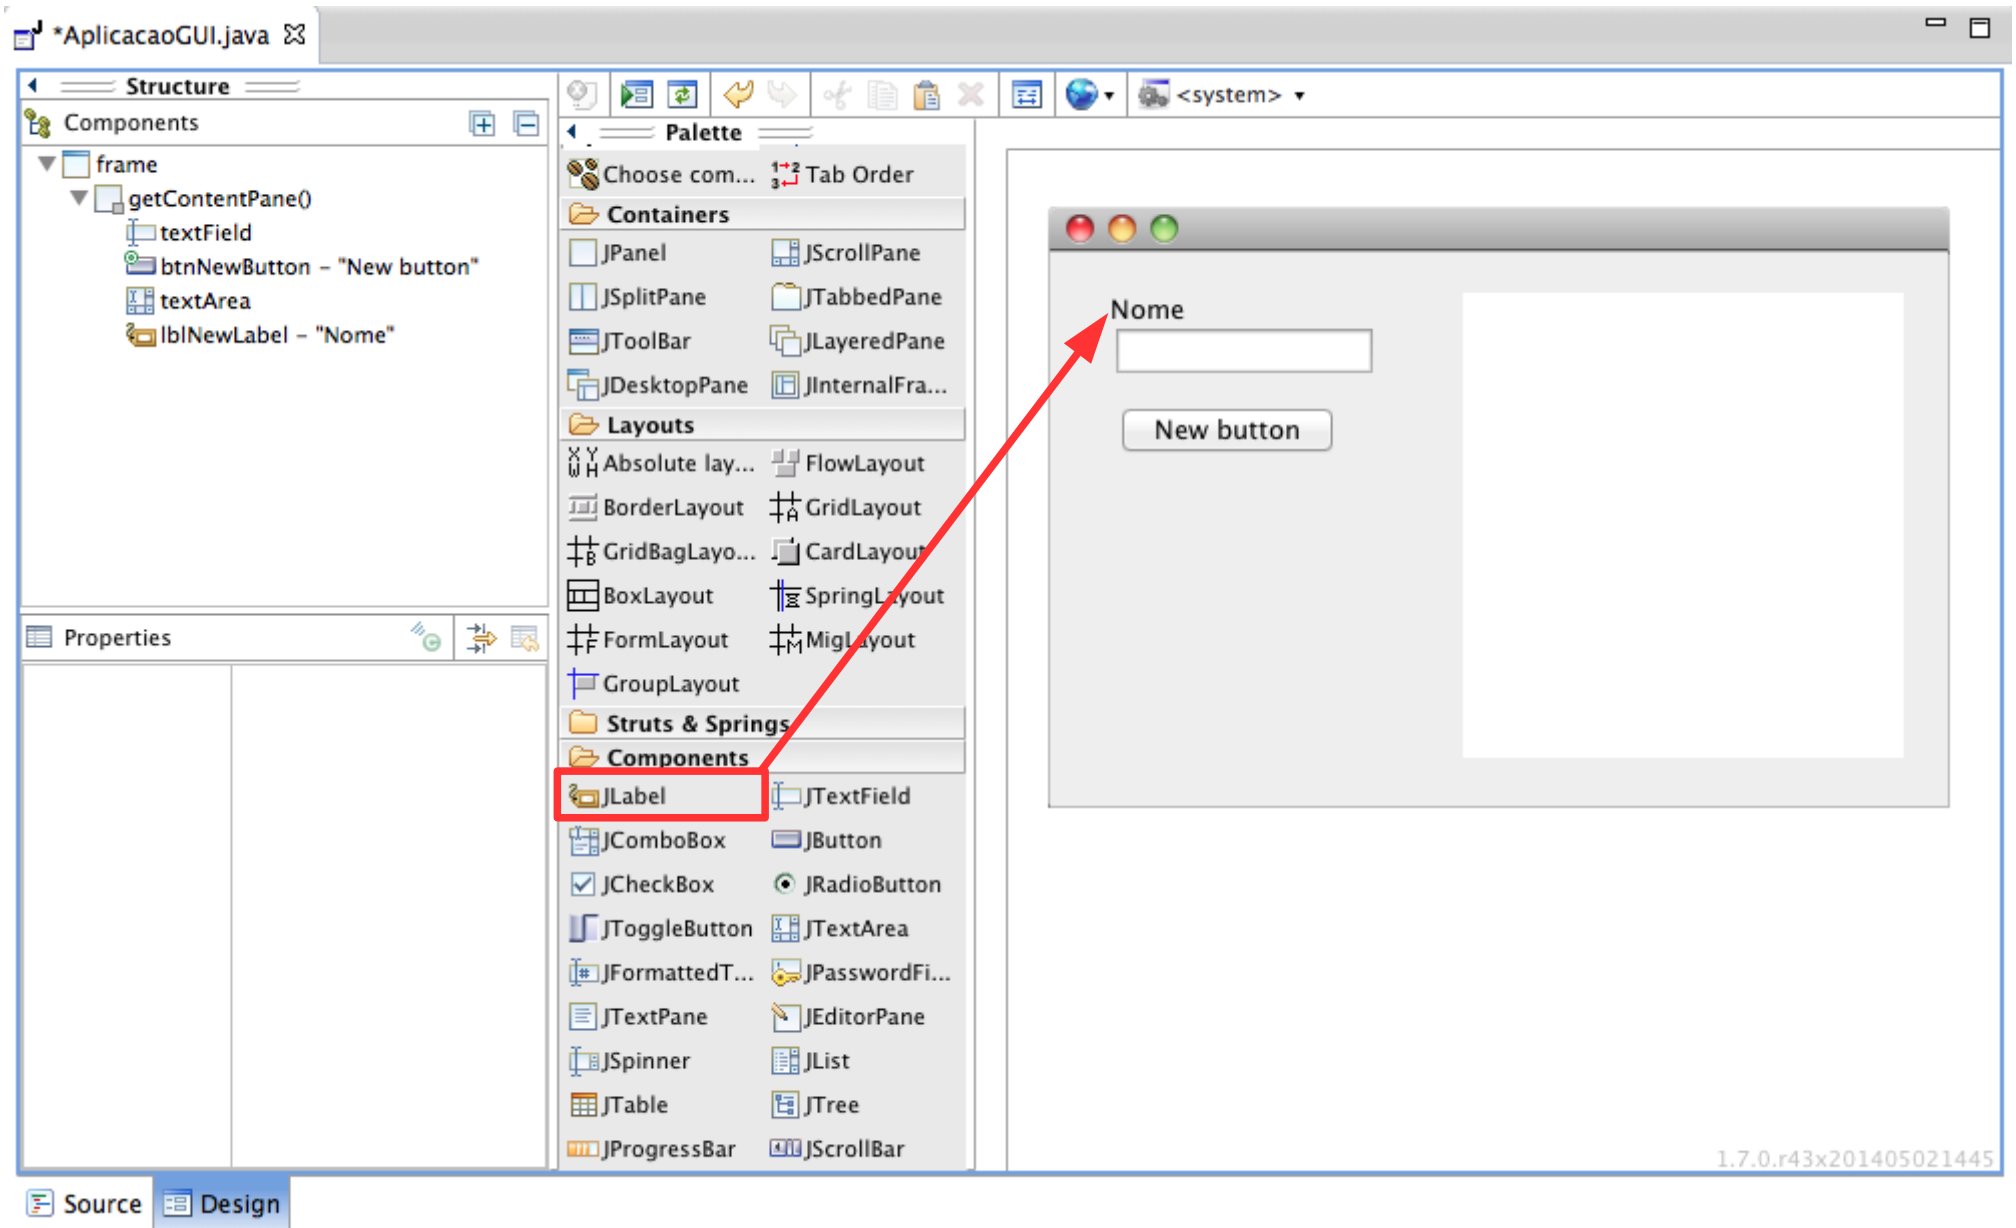 *AplicacaoGUI.java
Structure
Components
frame
getContentPane()
textField
btnNewButton – "New button"
textArea
lblNewLabel – "Nome"
Properties
<system>
Palette
Choose com... Tab Order
Containers
JPanel JScrollPane
JSplitPane JTabbedPane
JToolBar JLayeredPane
JDesktopPane JInternalFra...
Layouts
Absolute lay... FlowLayout
BorderLayout GridLayout
GridBagLayo... CardLayout
BoxLayout SpringLayout
FormLayout MigLayout
GroupLayout
Struts & Springs
Components
JLabel JTextField
JComboBox JButton
JCheckBox JRadioButton
JToggleButton JTextArea
JFormattedT... JPasswordFi...
JTextPane JEditorPane
JSpinner JList
JTable JTree
JProgressBar JScrollBar
Nome
New button
1.7.0.r43x201405021445
Source Design